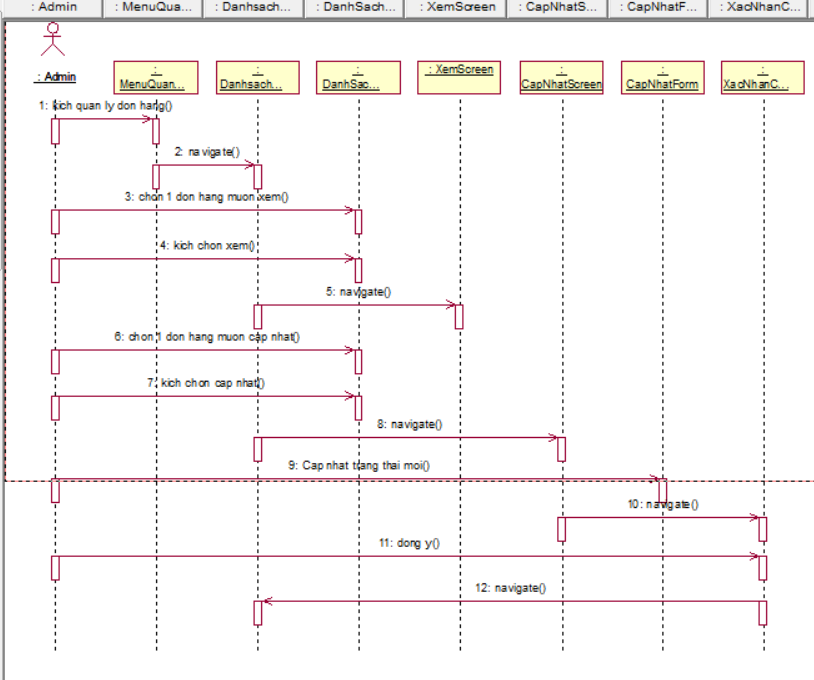 : Admin
: MenuQua...
: Danhsach...
: DanhSach...
: XemScreen
: CapNhatS...
: CapNhatF...
: XacNhanC...
: Admin
:
MenuQuan...
:
Danhsach...
:
DanhSac...
: XemScreen
:
CapNhatScreen
:
CapNhatForm
:
XacNhanC...
1: kich quan ly don hang()
2: navigate()
3: chon 1 don hang muon xem()
4: kich chon xem()
5: navigate()
6: chon 1 don hang muon cap nhat()
7: kich chon cap nhat()
8: navigate()
9: Cap nhat trang thai moi()
10: navigate()
11: dong y()
12: navigate()